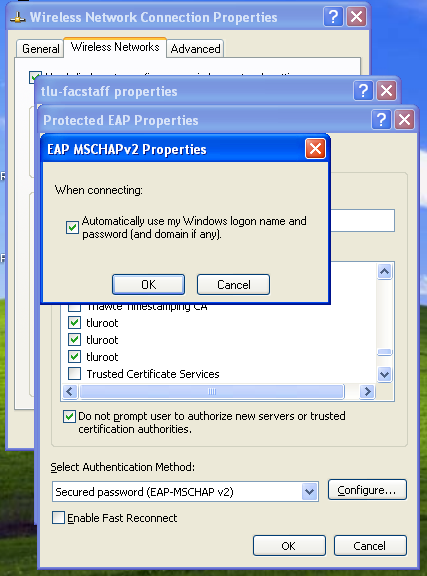 Wireless Network Connection Properties
General
Wireless Networks
Advanced
tlu-facstaff properties
Protected EAP Properties
EAP MSCHAPv2 Properties
When connecting:
Automatically use my Windows logon name and
password (and domain if any).
OK
Cancel
Thawte Timestamping CA
tluroot
tluroot
tluroot
Trusted Certificate Services
Do not prompt user to authorize new servers or trusted
certification authorities.
Select Authentication Method:
Secured password (EAP-MSCHAP v2)
Configure...
Enable Fast Reconnect
OK
Cancel